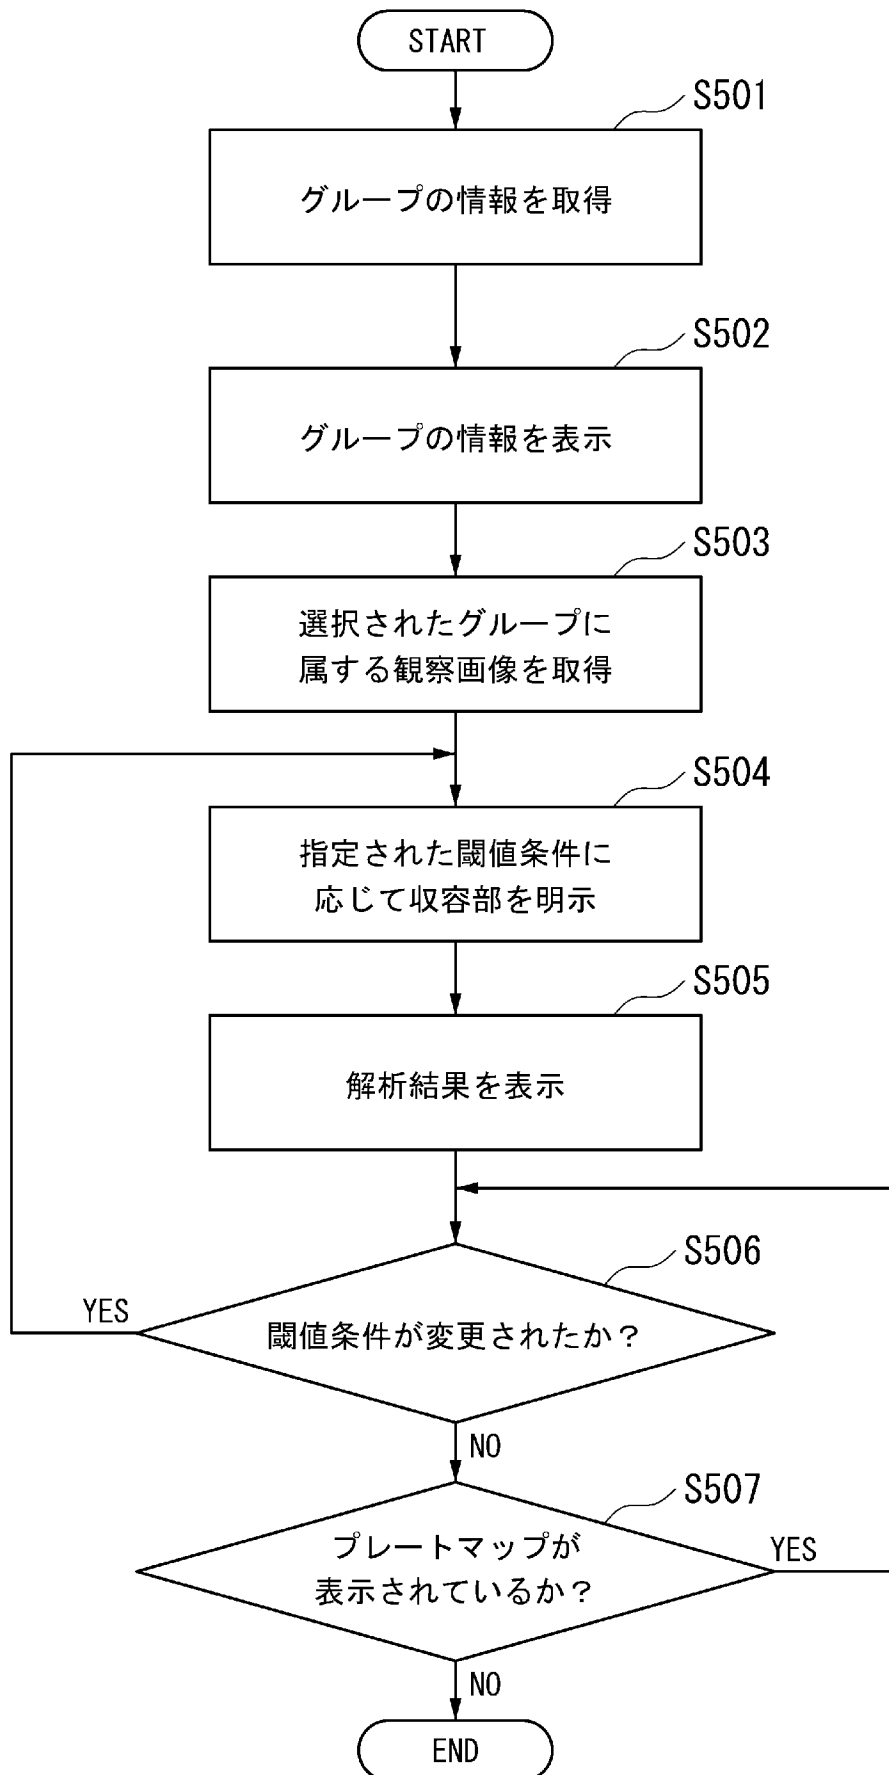 START
S501
グループの情報を取得
S502
グループの情報を表示
S503
選択されたグループに
属する観察画像を取得
S504
指定された閾値条件に
応じて収容部を明示
S505
解析結果を表示
S506
YES
閾値条件が変更されたか？
NO
S507
プレートマップが
表示されているか？
YES
NO
END